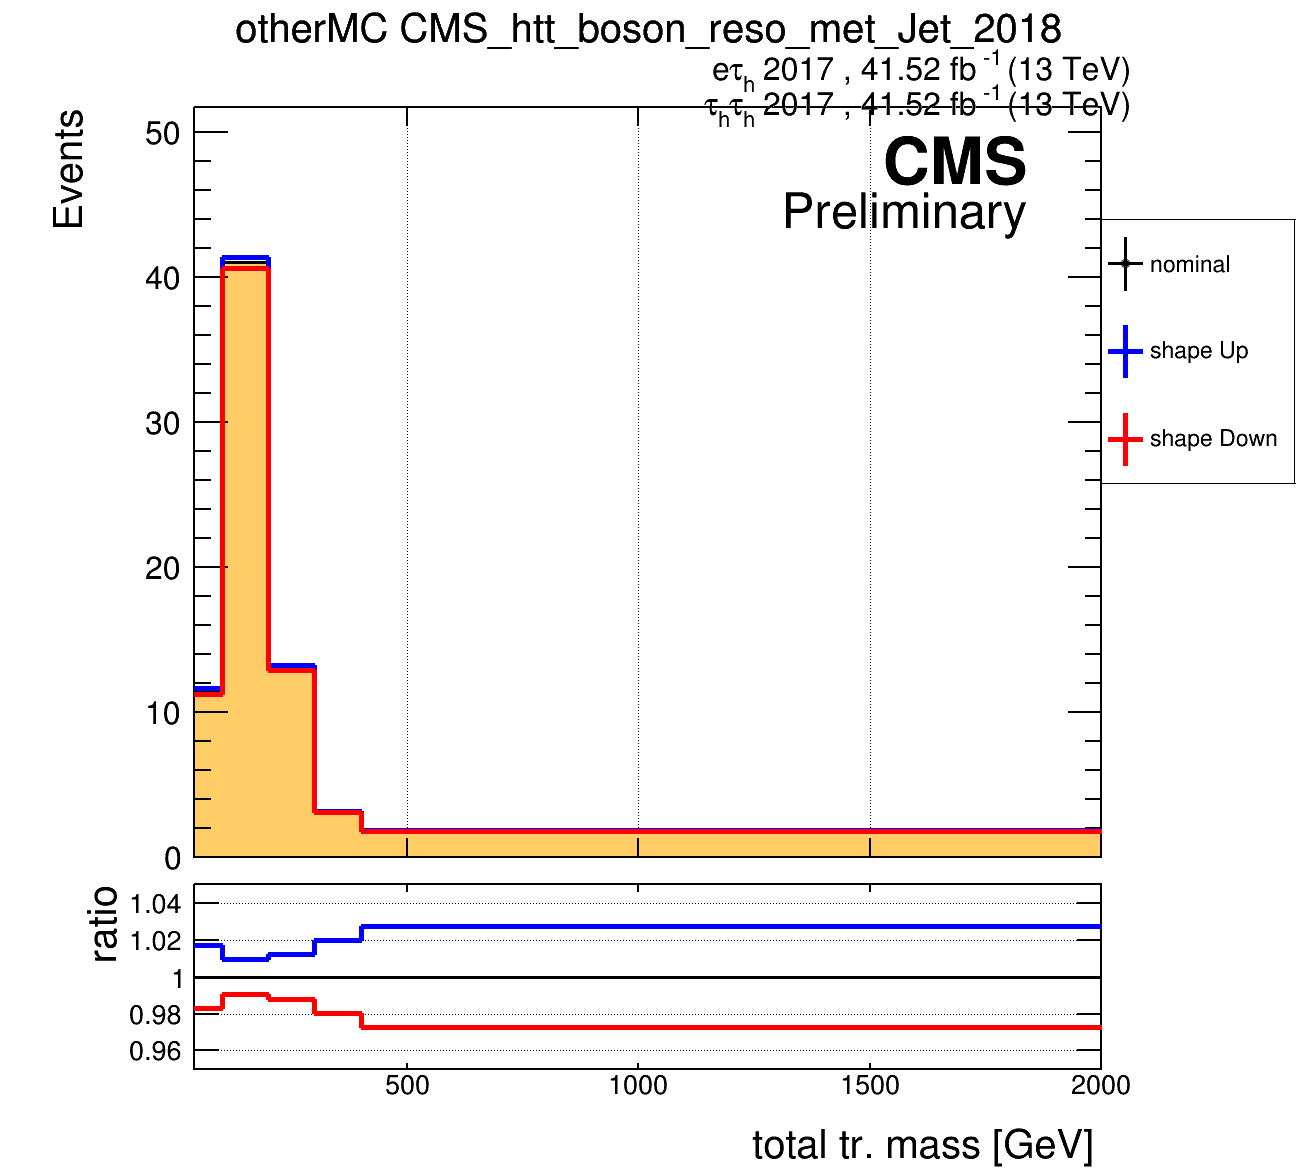 otherMC CMS_htt_boson_reso_met_Jet_2018
eτh 2017 , 41.52 fb -1 (13 TeV)
τhτh 2017 , 41.52 fb -1 (13 TeV)
CMS
Preliminary
Events
50
40
30
20
10
0
nominal
shape Up
shape Down
ratio
1.04
1.02
1
0.98
0.96
500 1000 1500 2000
total tr. mass [GeV]